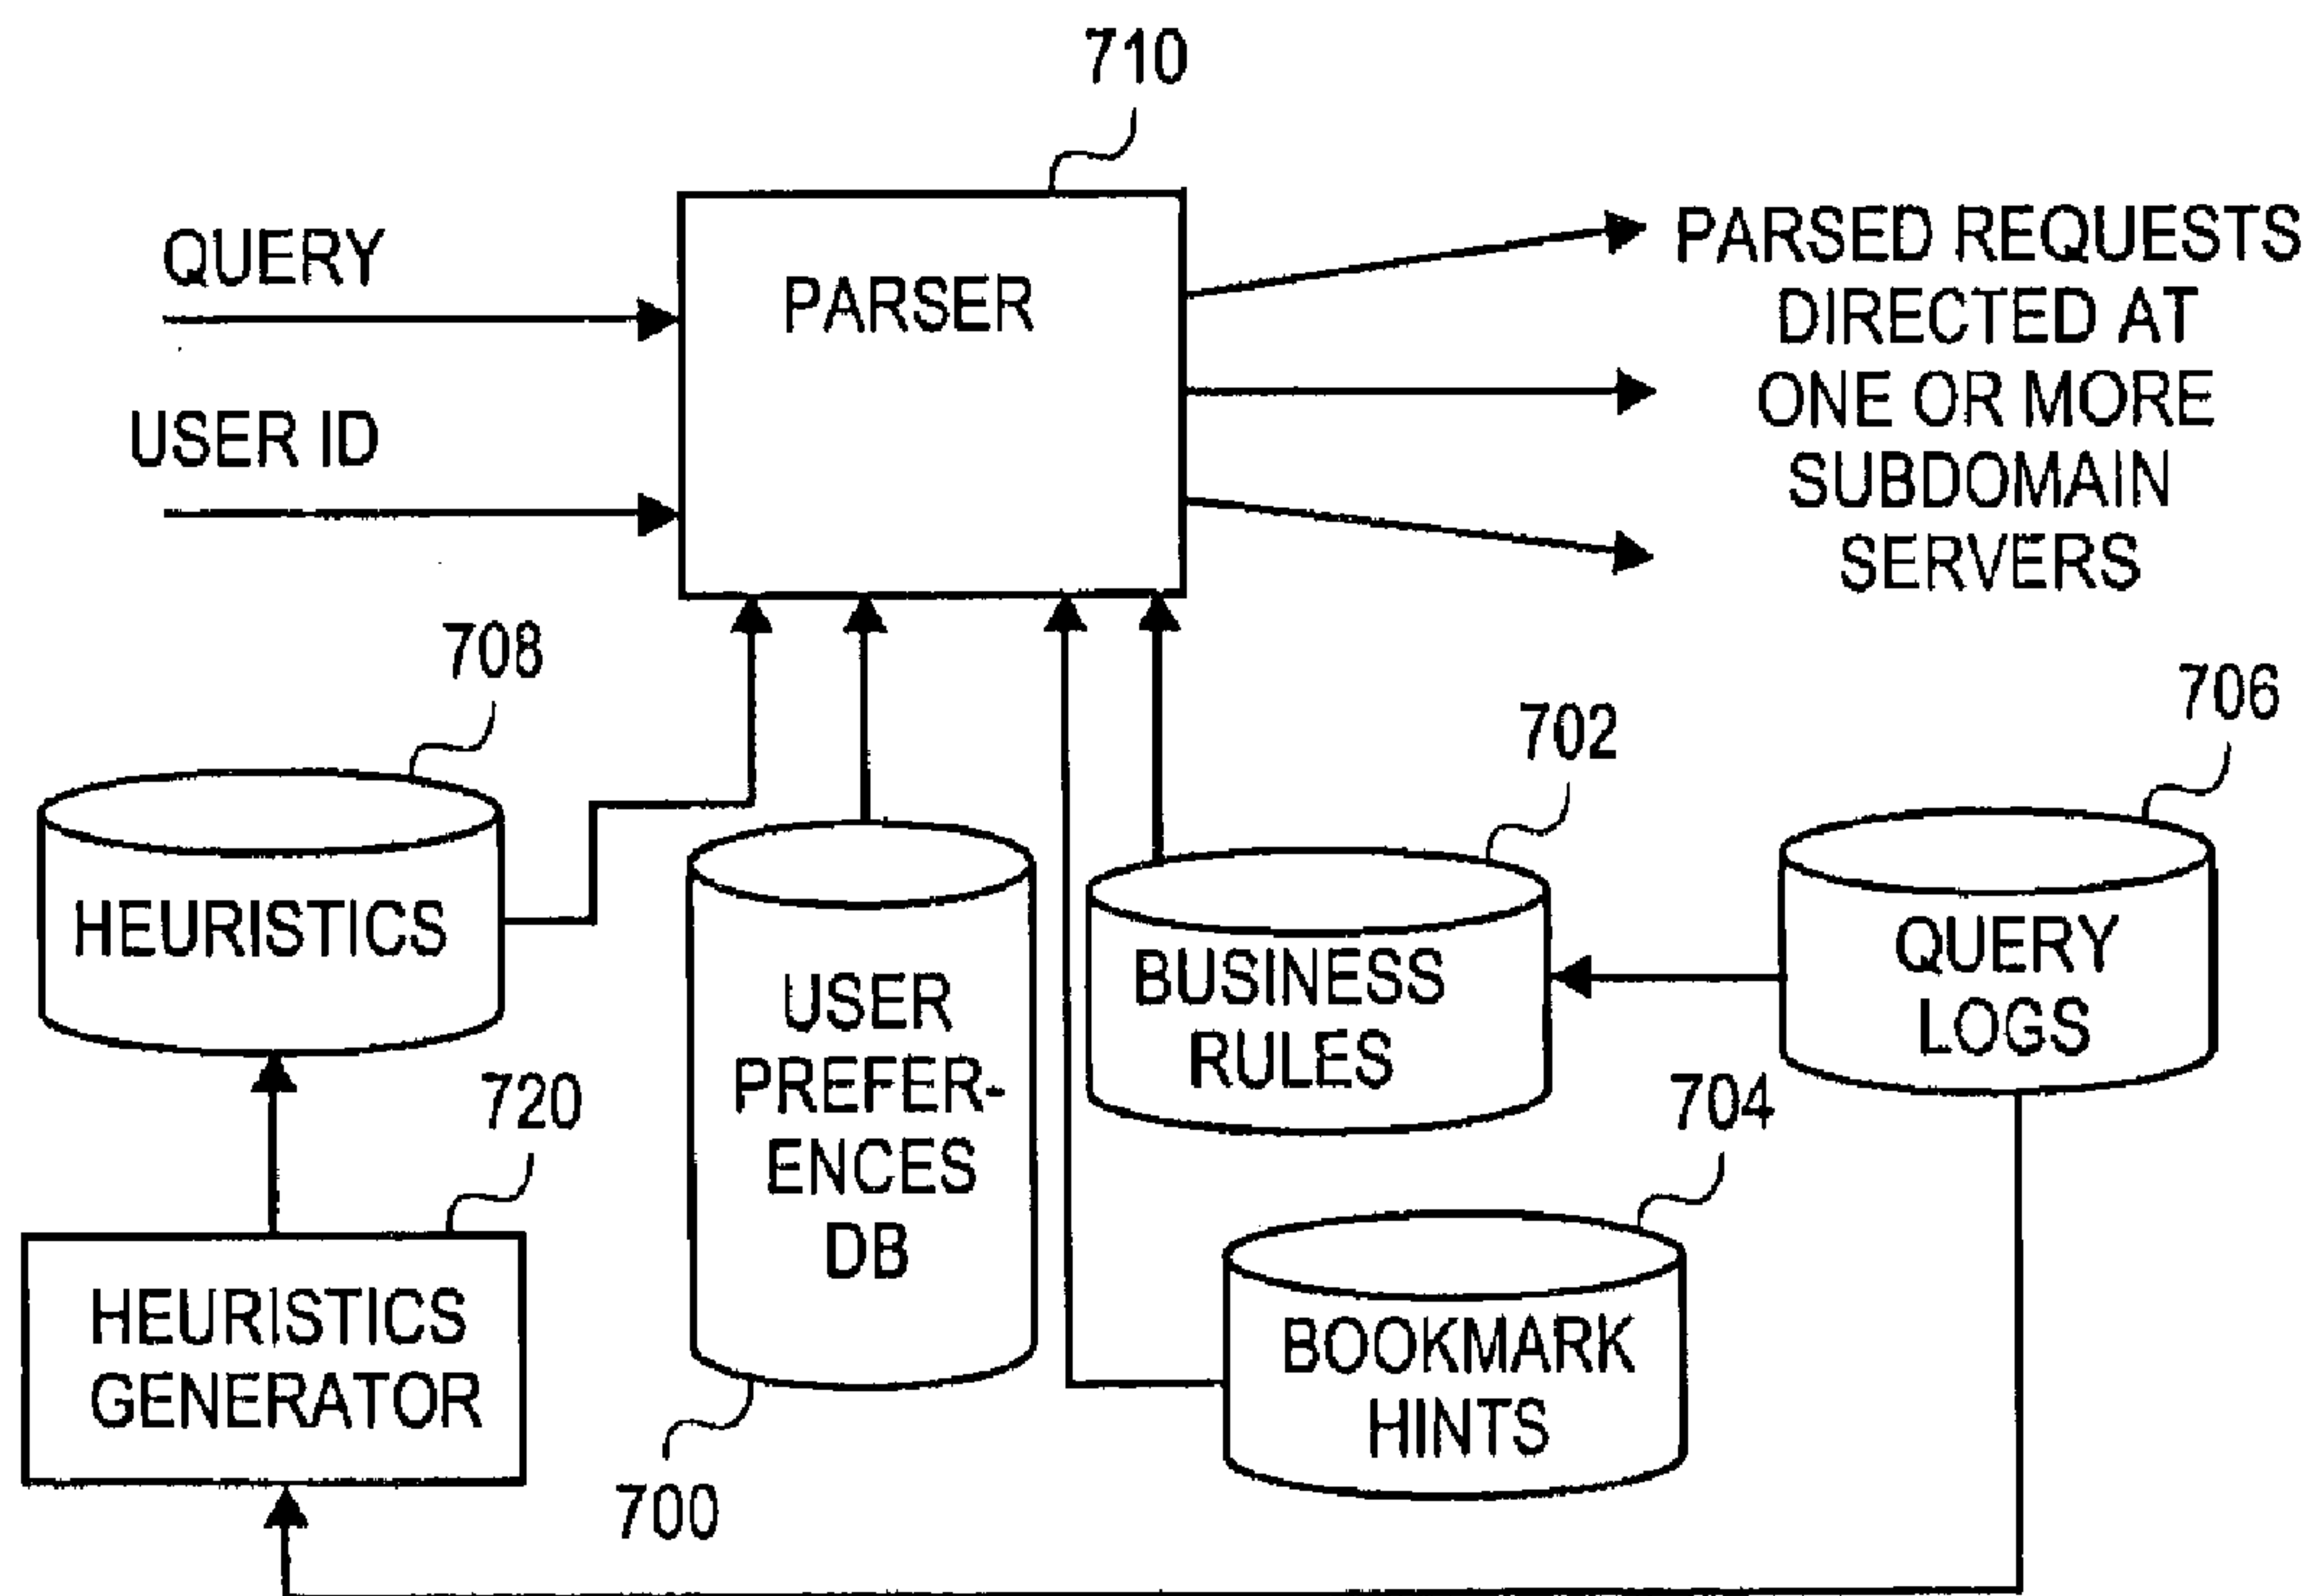 710
QUERY
PARSER
PARSED REQUESTS
DIRECTED AT
ONE OR MORE
SUBDOMAIN
SERVERS
USER ID
708
702
706
HEURISTICS
USER
PREFER-
ENCES
DB
BUSINESS
RULES
QUERY
LOGS
720
704
HEURISTICS
GENERATOR
BOOKMARK
HINTS
700